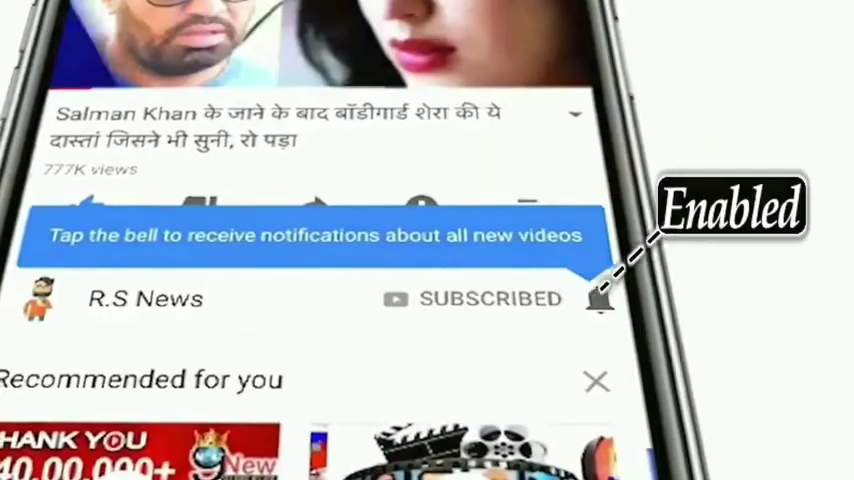 Salman Khan के जाने के बाद बॉडीगार्ड शेरा की ये
दास्तां जिसने भी सुनी, रो पड़ा
777K views
Tap the bell to receive notifications about all new videos
Enabled
R.S News
SUBSCRIBED
Recommended for you
THANK YOU
40,00,000+
New